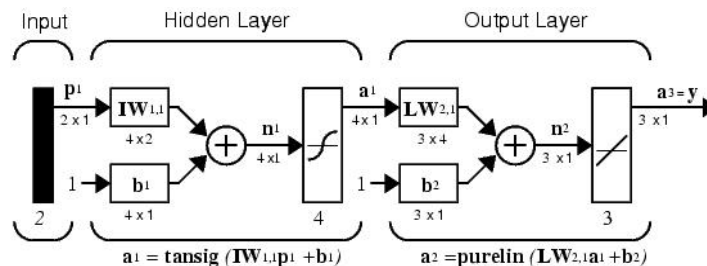 Input
Hidden Layer
Output Layer
p1
2 x 1
IW1,1
4 x 2
1
b1
4 x 1
n1
4 x 1
a1
4 x 1
LW2,1
3 x 4
1
b2
3 x 1
n2
3 x 1
a3 = y
3 x 1
2
4
3
a1 = tansig (IW1,1p1 +b1)
a2 =purelin (LW2,1a1 +b2)